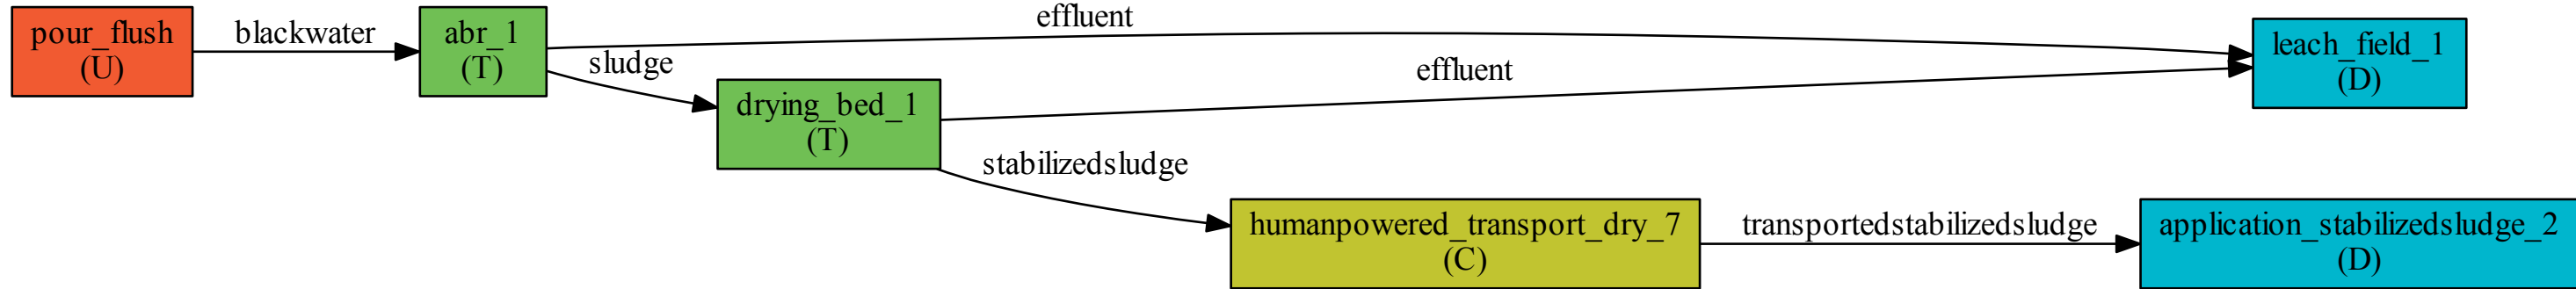 pour_flush
(U)
blackwater
abr_1
(T)
effluent
sludge
drying_bed_1
(T)
effluent
stabilizedsludge
leach_field_1
(D)
humanpowered_transport_dry_7
(C)
transportedstabilizedsludge
application_stabilizedsludge_2
(D)